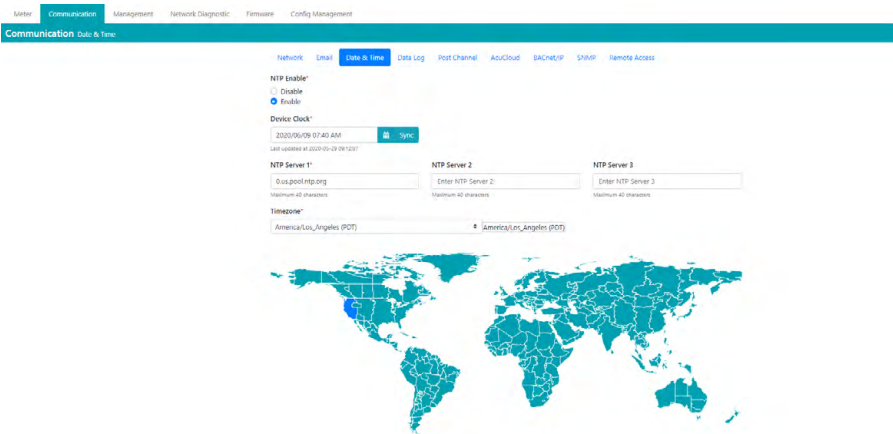 Meter Communication Management Network Diagnostic Firmware Config Management
Communication Date & Time
Network Email Date & Time Data Log Post Channel AcuCloud BACnet/IP SNMP Remote Access
NTP Enable*
Disable
Enable
Device Clock*
2020/06/09 07:40 AM Sync
Last updated at 2020-05-29 09:12:01
NTP Server 1* NTP Server 2 NTP Server 3
0.us.pool.ntp.org Enter NTP Server 2 Enter NTP Server 3
Maximum 40 characters Maximum 40 characters Maximum 40 characters
Timezone*
America/Los_Angeles (PDT) America/Los_Angeles (PDT)